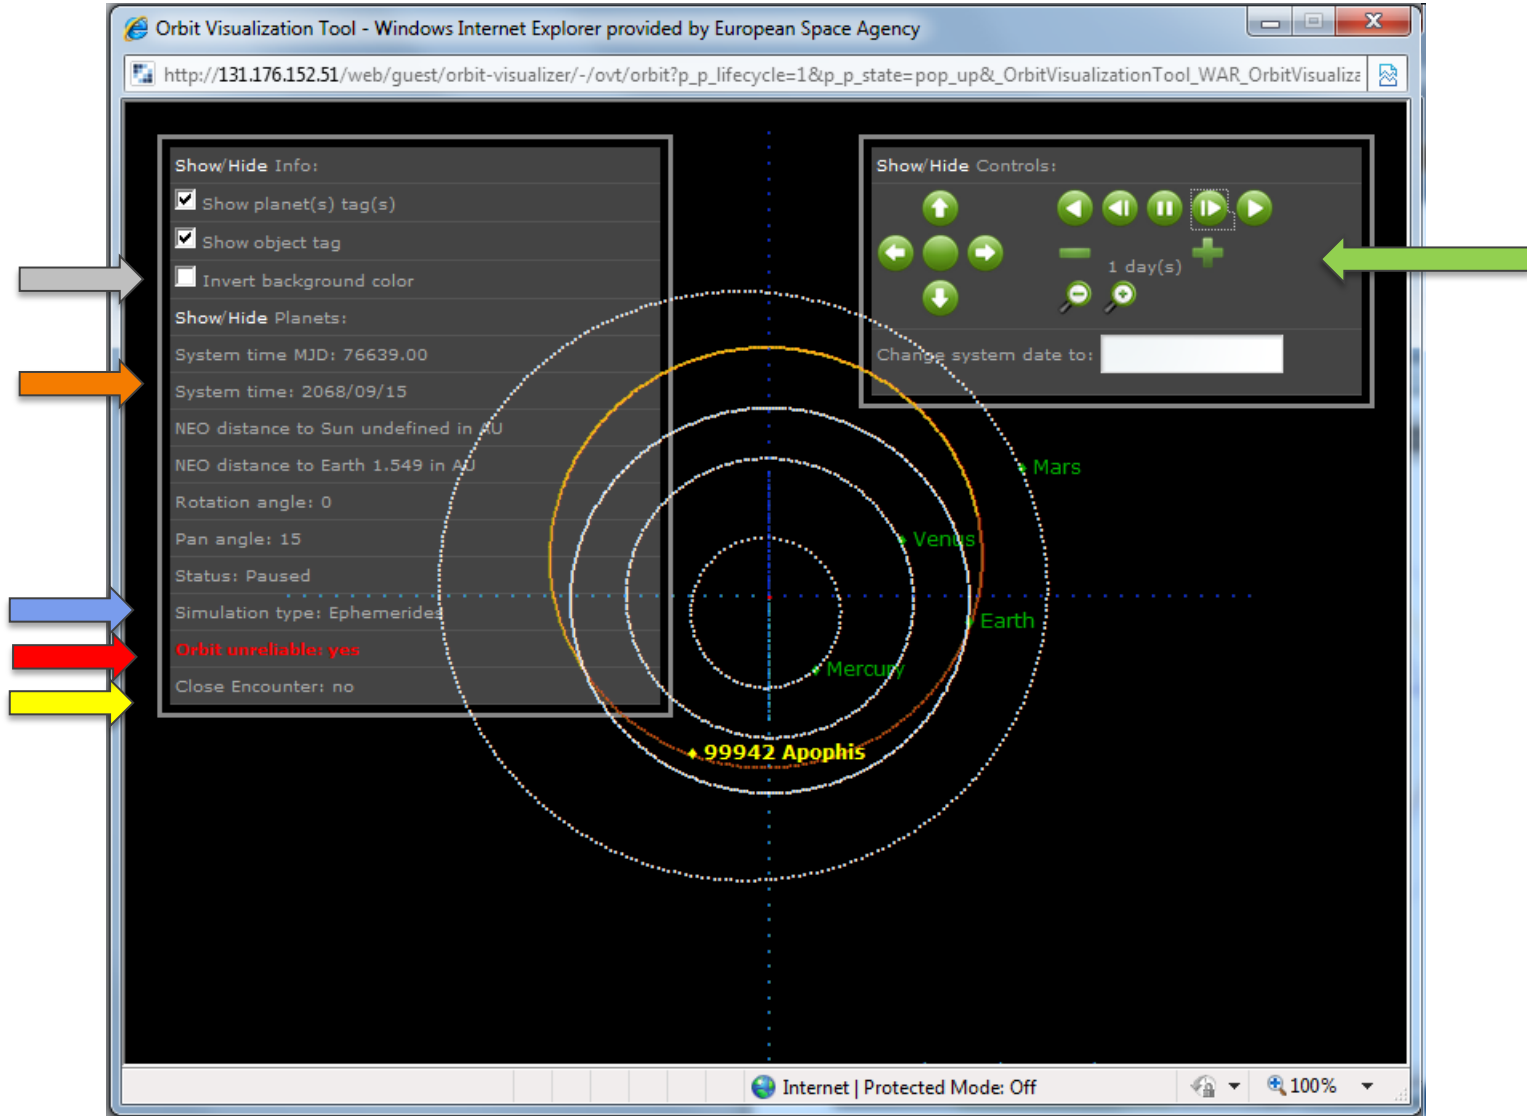 Orbit Visualization Tool - Windows Internet Explorer provided by European Space Agency
http://131.176.152.51/web/guest/orbit-visualizer/-/ovt/orbit?p_p_lifecycle=1&p_p_state=pop_up&_OrbitVisualizationTool_WAR_OrbitVisualiza
Show/Hide Info:
Show planet(s) tag(s)
Show object tag
Invert background color
Show/Hide Planets:
System time MJD: 76639.00
System time: 2068/09/15
NEO distance to Sun undefined in AU
NEO distance to Earth 1.549 in AU
Rotation angle: 0
Pan angle: 15
Status: Paused
Simulation type: Ephemerides
Orbit unreliable: yes
Close Encounter: no
Show/Hide Controls:
1 day(s)
Change system date to:
Mars
Venus
Earth
Mercury
99942 Apophis
Internet | Protected Mode: Off
100%